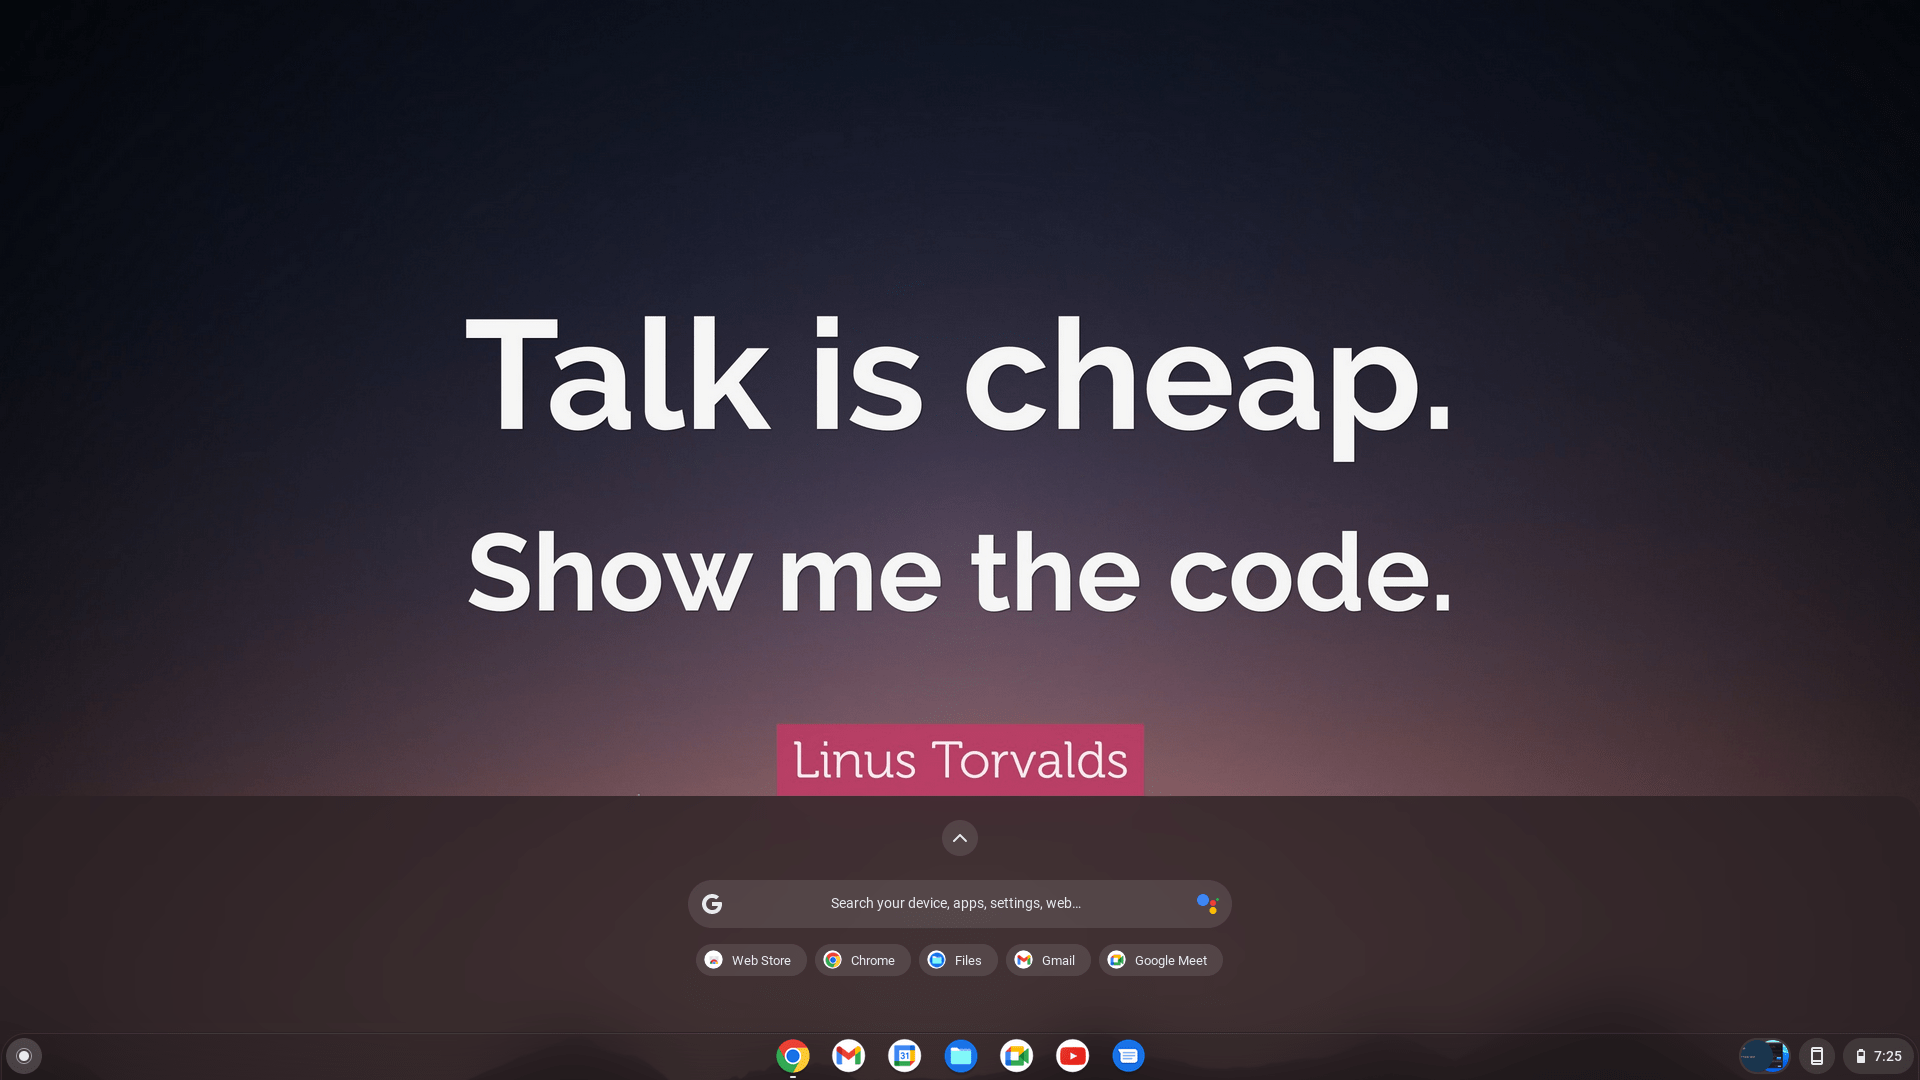 Talk is cheap.
Show me the code.
Linus Torvalds
Search your device, apps, settings, web...
Web Store
Chrome
Files
Gmail
Google Meet
31
7:25